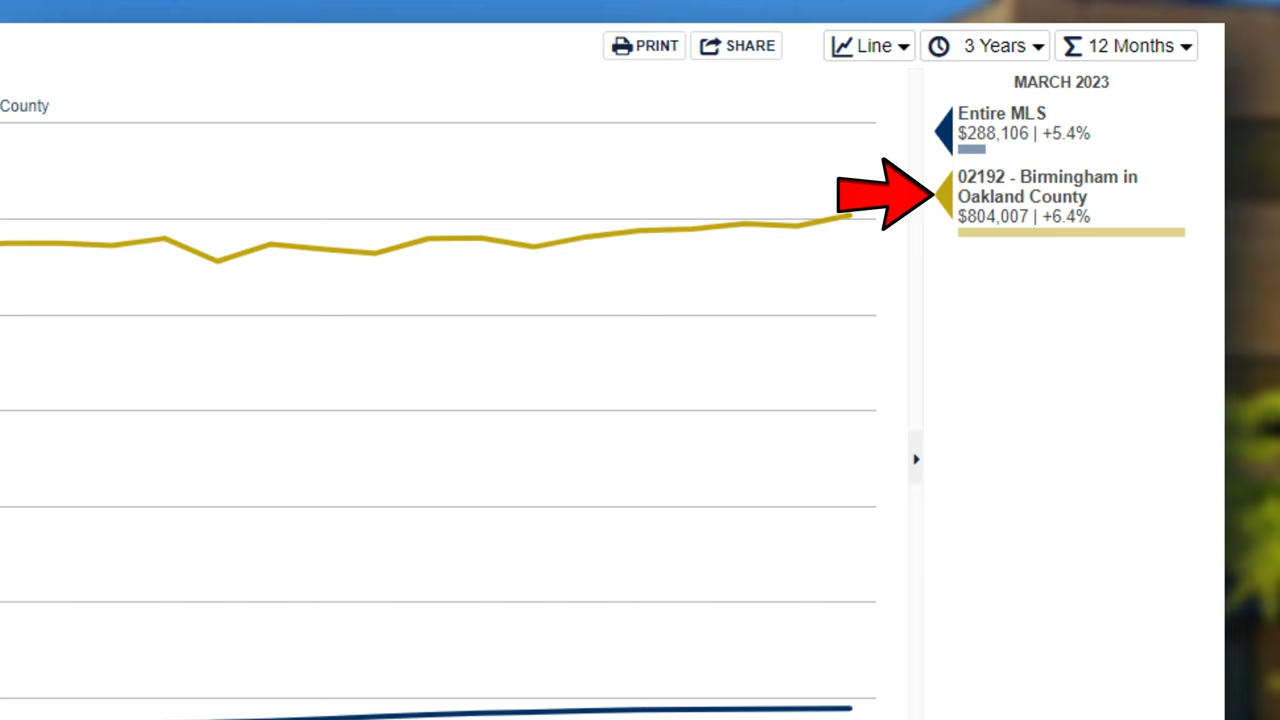 PRINT
SHARE
Line
3 Years
12 Months
County
MARCH 2023
Entire MLS
$288,106 | +5.4%
02192 - Birmingham in
Oakland County
$804,007 | +6.4%